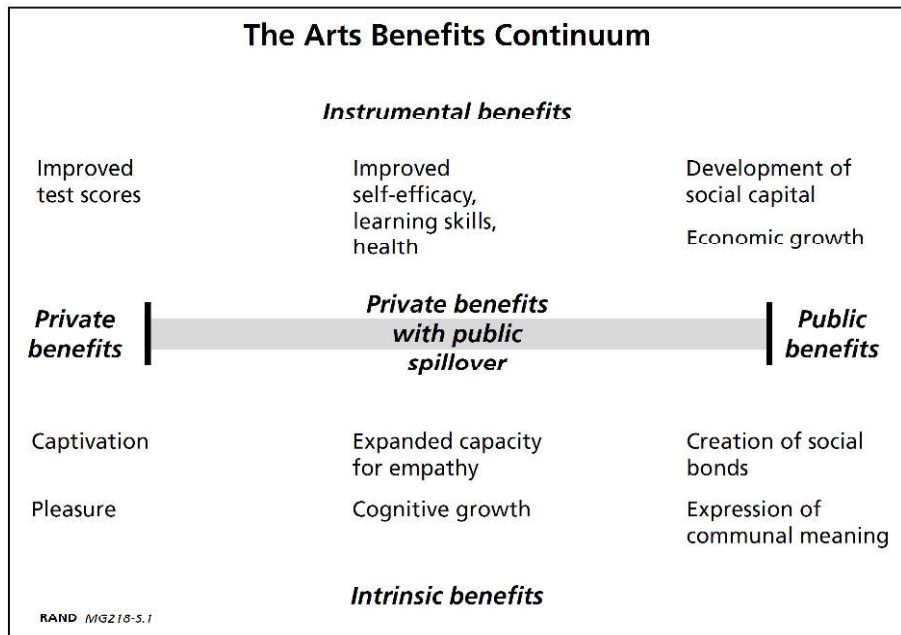 The Arts Benefits Continuum
Instrumental benefits
Improved
test scores
Improved
self-efficacy,
learning skills,
health
Development of
social capital
Economic growth
Private
benefits
Private benefits
with public
spillover
Public
benefits
Captivation
Pleasure
Expanded capacity
for empathy
Cognitive growth
Creation of social
bonds
Expression of
communal meaning
Intrinsic benefits
RAND MG218-5.1